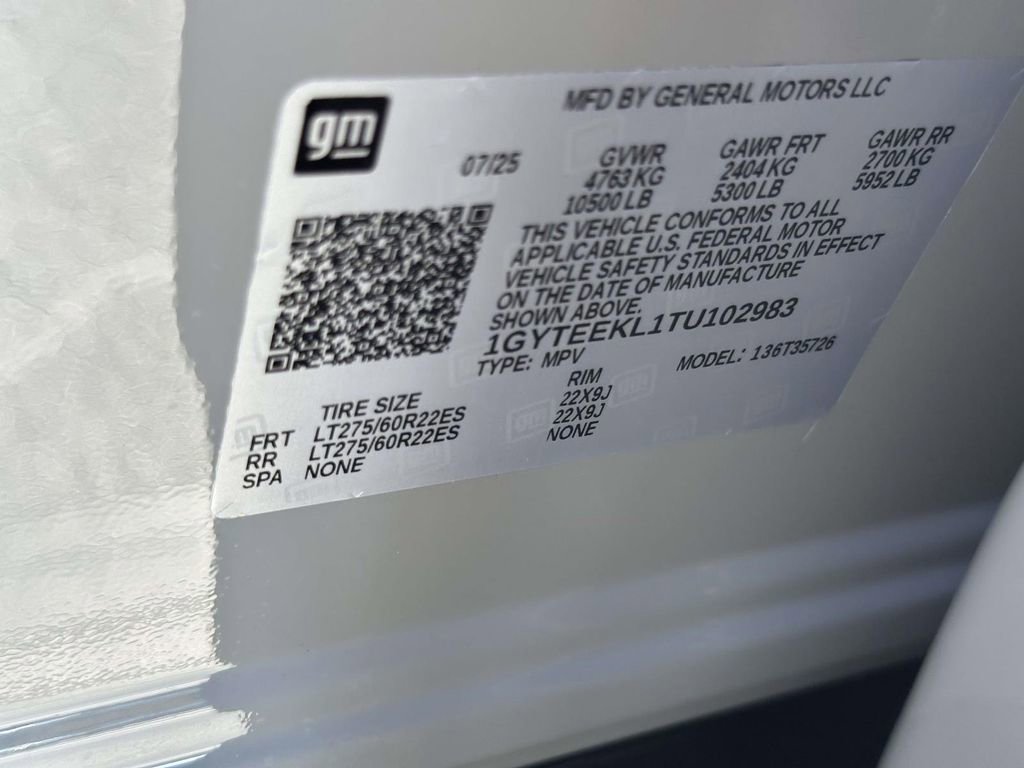 gm
MFD BY GENERAL MOTORS LLC
07/25
GVWR GAWR FRT GAWR RR
4763 KG 2404 KG 2700 KG
10500 LB 5300 LB 5952 LB
THIS VEHICLE CONFORMS TO ALL
APPLICABLE U.S. FEDERAL MOTOR
VEHICLE SAFETY STANDARDS IN EFFECT
ON THE DATE OF MANUFACTURE
SHOWN ABOVE.
1GYTEEKL1TU102983
TYPE: MPV MODEL: 136T35726
TIRE SIZE RIM
FRT LT275/60R22ES 22X9J
RR LT275/60R22ES 22X9J
SPA NONE NONE